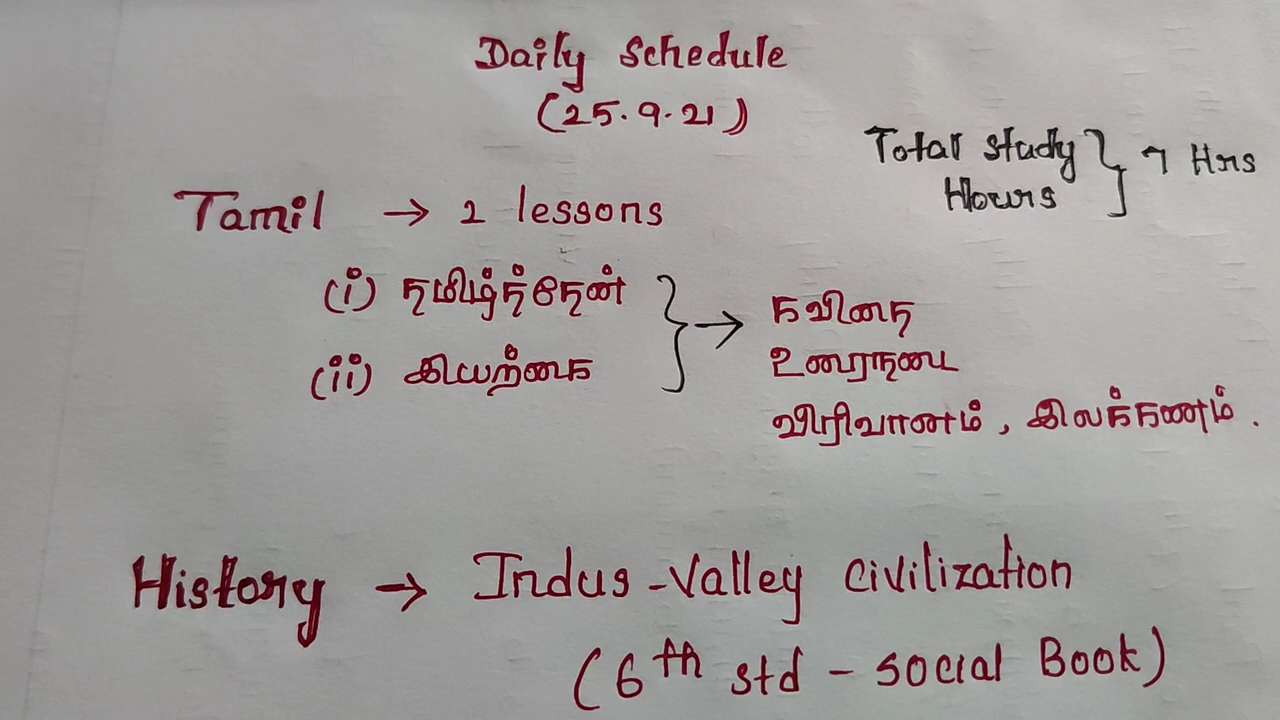 Daily Schedule
(25.9.21)
Total study Hours } 7 Hrs
Tamil → 2 lessons
(i) தமிழ்த்தேன்
(ii) இயற்கை
} → கவிதை
உரைநடை
விரிவானம், இலக்கணம்.
History → Indus-Valley civilization
(6th std - social Book)